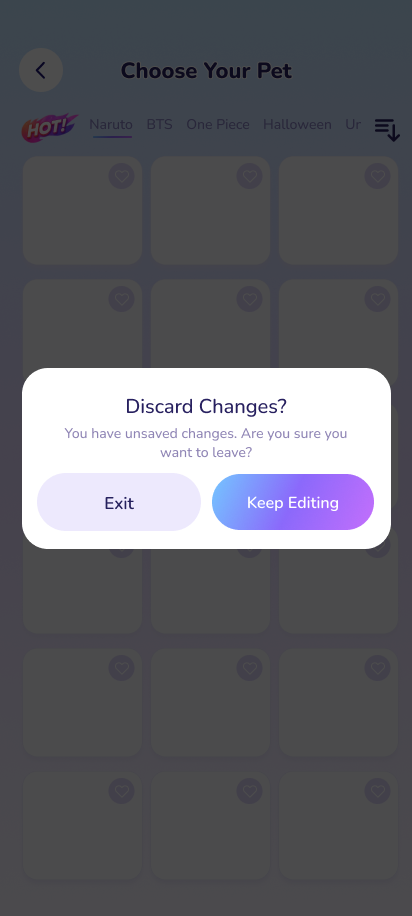 Choose Your Pet
HOT! Naruto BTS One Piece Halloween Ur
Discard Changes?
You have unsaved changes. Are you sure you
want to leave?
Exit Keep Editing